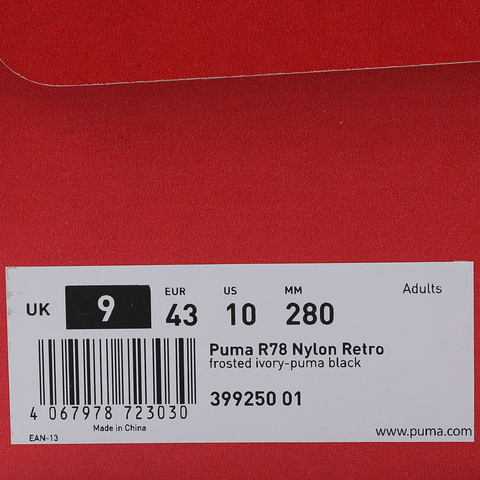 EUR US MM Adults
UK 9 43 10 280
Puma R78 Nylon Retro
frosted ivory-puma black
399250 01
4 067978 723030
Made in China
EAN-13
www.puma.com